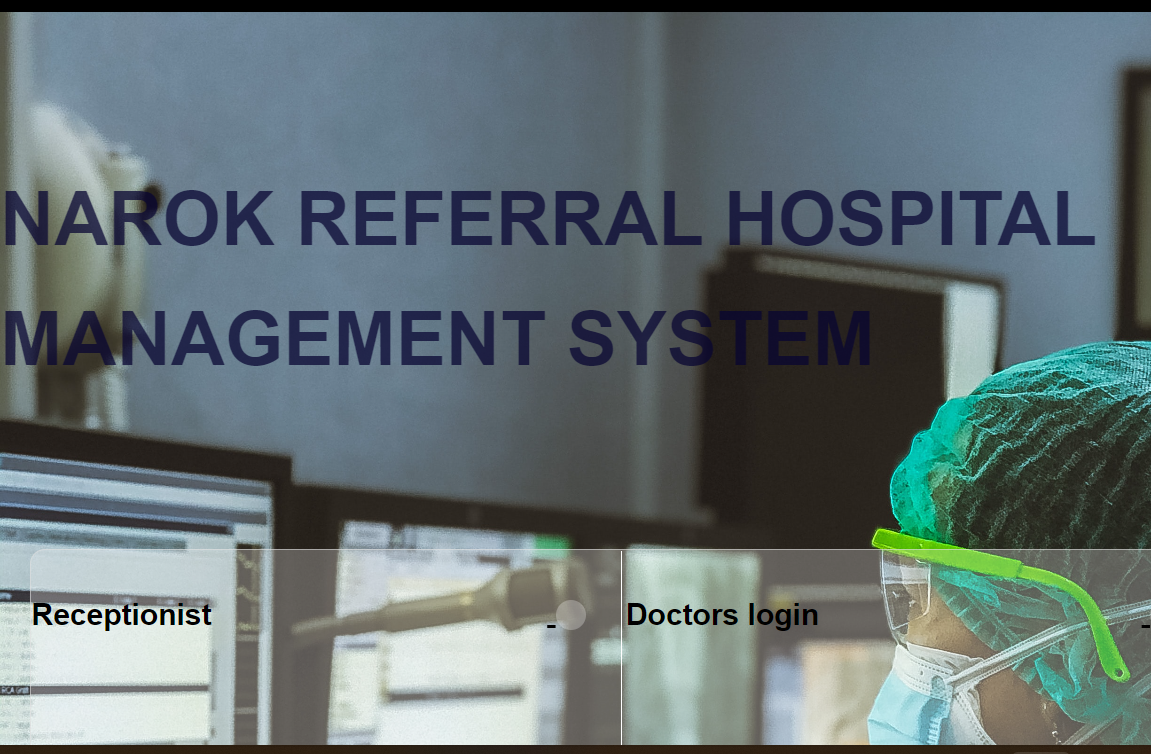 NAROK REFERRAL HOSPITAL
MANAGEMENT SYSTEM
Receptionist
Doctors login